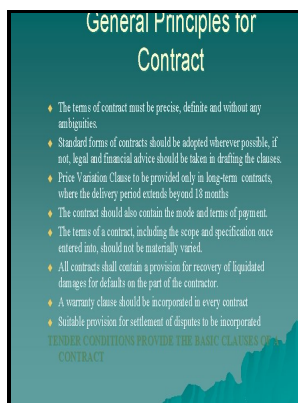 General Principles for
Contract
The terms of contract must be precise, definite and without any
ambiguities.
Standard forms of contracts should be adopted wherever possible, if
not, legal and financial advice should be taken in drafting the clauses.
Price Variation Clause to be provided only in long-term contracts,
where the delivery period extends beyond 18 months
The contract should also contain the mode and terms of payment.
The terms of a contract, including the scope and specification once
entered into, should not be materially varied.
All contracts shall contain a provision for recovery of liquidated
damages for defaults on the part of the contractor.
A warranty clause should be incorporated in every contract
Suitable provision for settlement of disputes to be incorporated
TENDER CONDITIONS PROVIDE THE BASIC CLAUSES OF A
CONTRACT